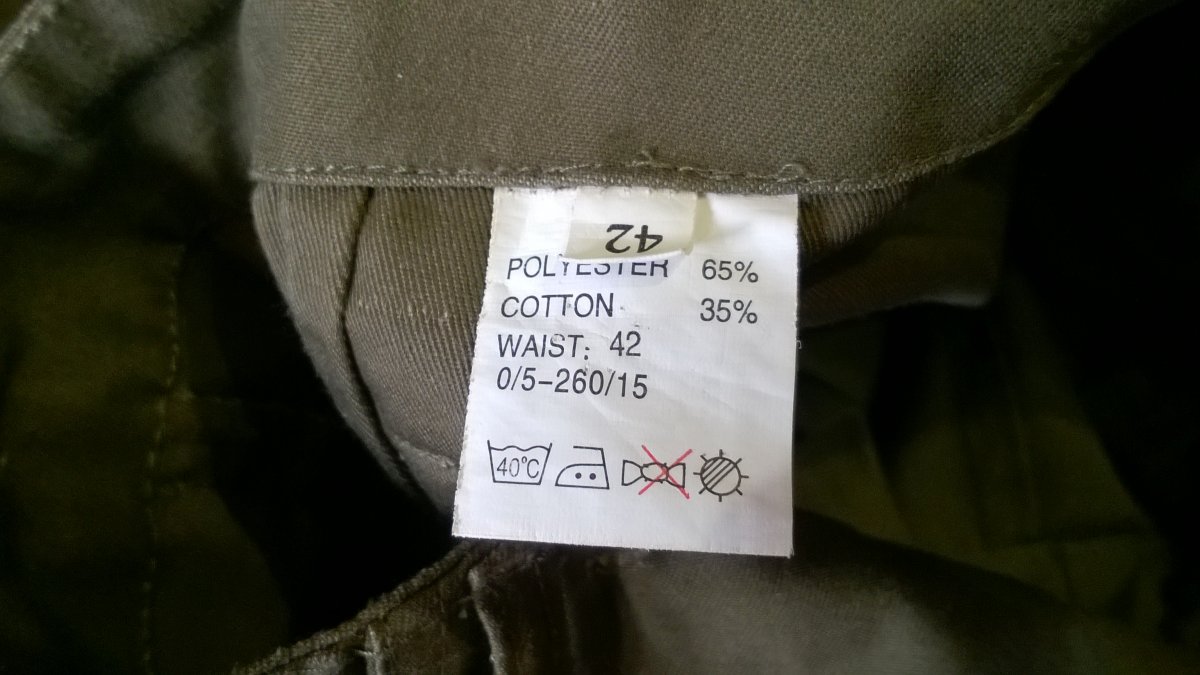 42
POLYESTER 65%
COTTON 35%
WAIST: 42
0/5-260/15
40°C